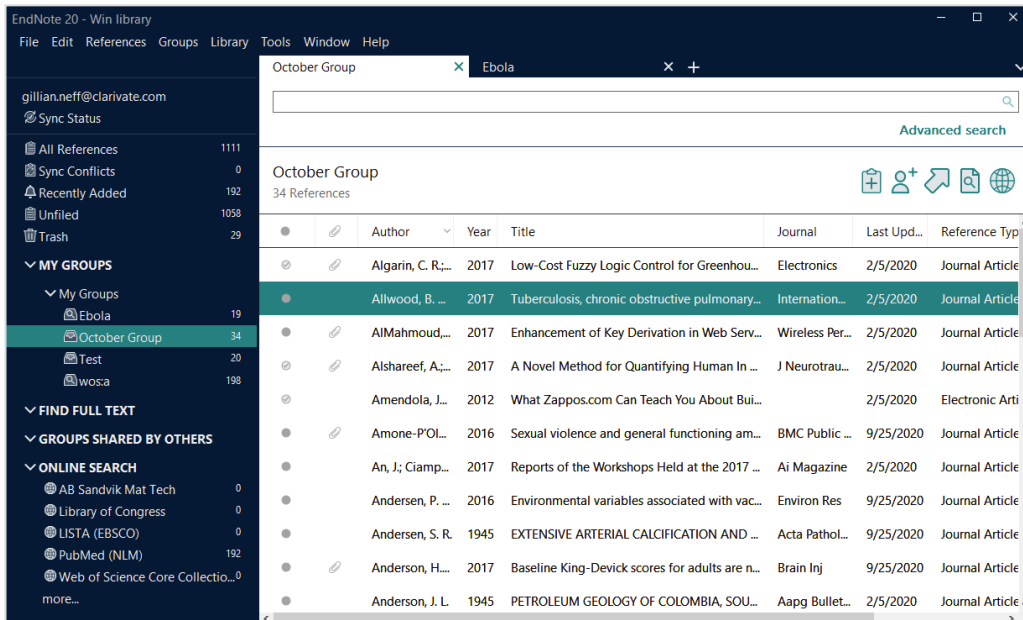 EndNote 20 - Win library
File Edit References Groups Library Tools Window Help
October Group Ebola
gillian.neff@clarivate.com
Sync Status
Advanced search
All References 1111
Sync Conflicts 0
Recently Added 192
Unfiled 1058
Trash 29
MY GROUPS
My Groups
Ebola 19
October Group 34
Test 20
wos:a 198
FIND FULL TEXT
GROUPS SHARED BY OTHERS
ONLINE SEARCH
AB Sandvik Mat Tech 0
Library of Congress 0
LISTA (EBSCO) 0
PubMed (NLM) 192
Web of Science Core Collectio... 0
more...
October Group
34 References
Author Year Title Journal Last Upd... Reference Typ
Algarin, C. R.;... 2017 Low-Cost Fuzzy Logic Control for Greenhou... Electronics 2/5/2020 Journal Article
Allwood, B. ... 2017 Tuberculosis, chronic obstructive pulmonary... Internation... 2/5/2020 Journal Article
AlMahmoud,... 2017 Enhancement of Key Derivation in Web Serv... Wireless Per... 2/5/2020 Journal Article
Alshareef, A.;... 2017 A Novel Method for Quantifying Human In ... J Neurotrau... 2/5/2020 Journal Article
Amendola, J... 2012 What Zappos.com Can Teach You About Bui... 2/5/2020 Electronic Arti
Amone-P'Ol... 2016 Sexual violence and general functioning am... BMC Public ... 9/25/2020 Journal Article
An, J.; Ciamp... 2017 Reports of the Workshops Held at the 2017 ... Ai Magazine 2/5/2020 Journal Article
Andersen, P. ... 2016 Environmental variables associated with vac... Environ Res 9/25/2020 Journal Article
Andersen, S. R. 1945 EXTENSIVE ARTERIAL CALCIFICATION AND ... Acta Pathol... 9/25/2020 Journal Article
Anderson, H.... 2017 Baseline King-Devick scores for adults are n... Brain Inj 9/25/2020 Journal Article
Anderson, J. L. 1945 PETROLEUM GEOLOGY OF COLOMBIA, SOU... Aapg Bullet... 2/5/2020 Journal Article